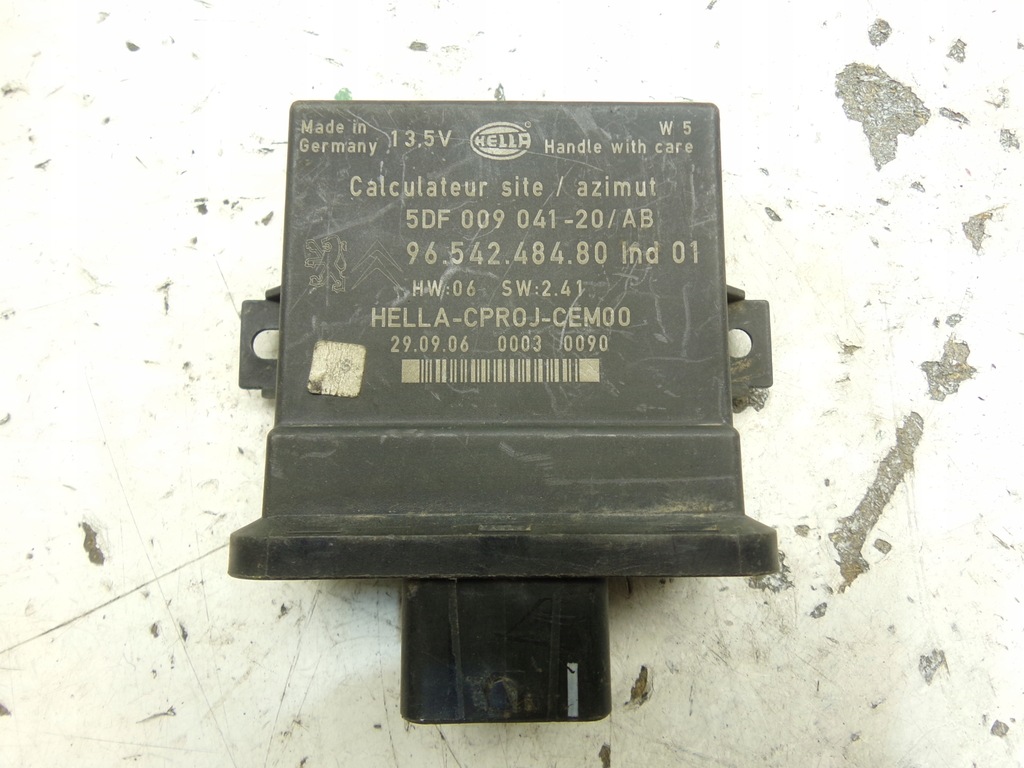 Made in Germany 13.5V HELLA W 5
Handle with care
Calculateur site / azimut
5DF 009 041-20/AB
96.542.484.80 Ind 01
HW:06 SW:2.41
HELLA-CPROJ-CEM00
29.09.06 0003 0090